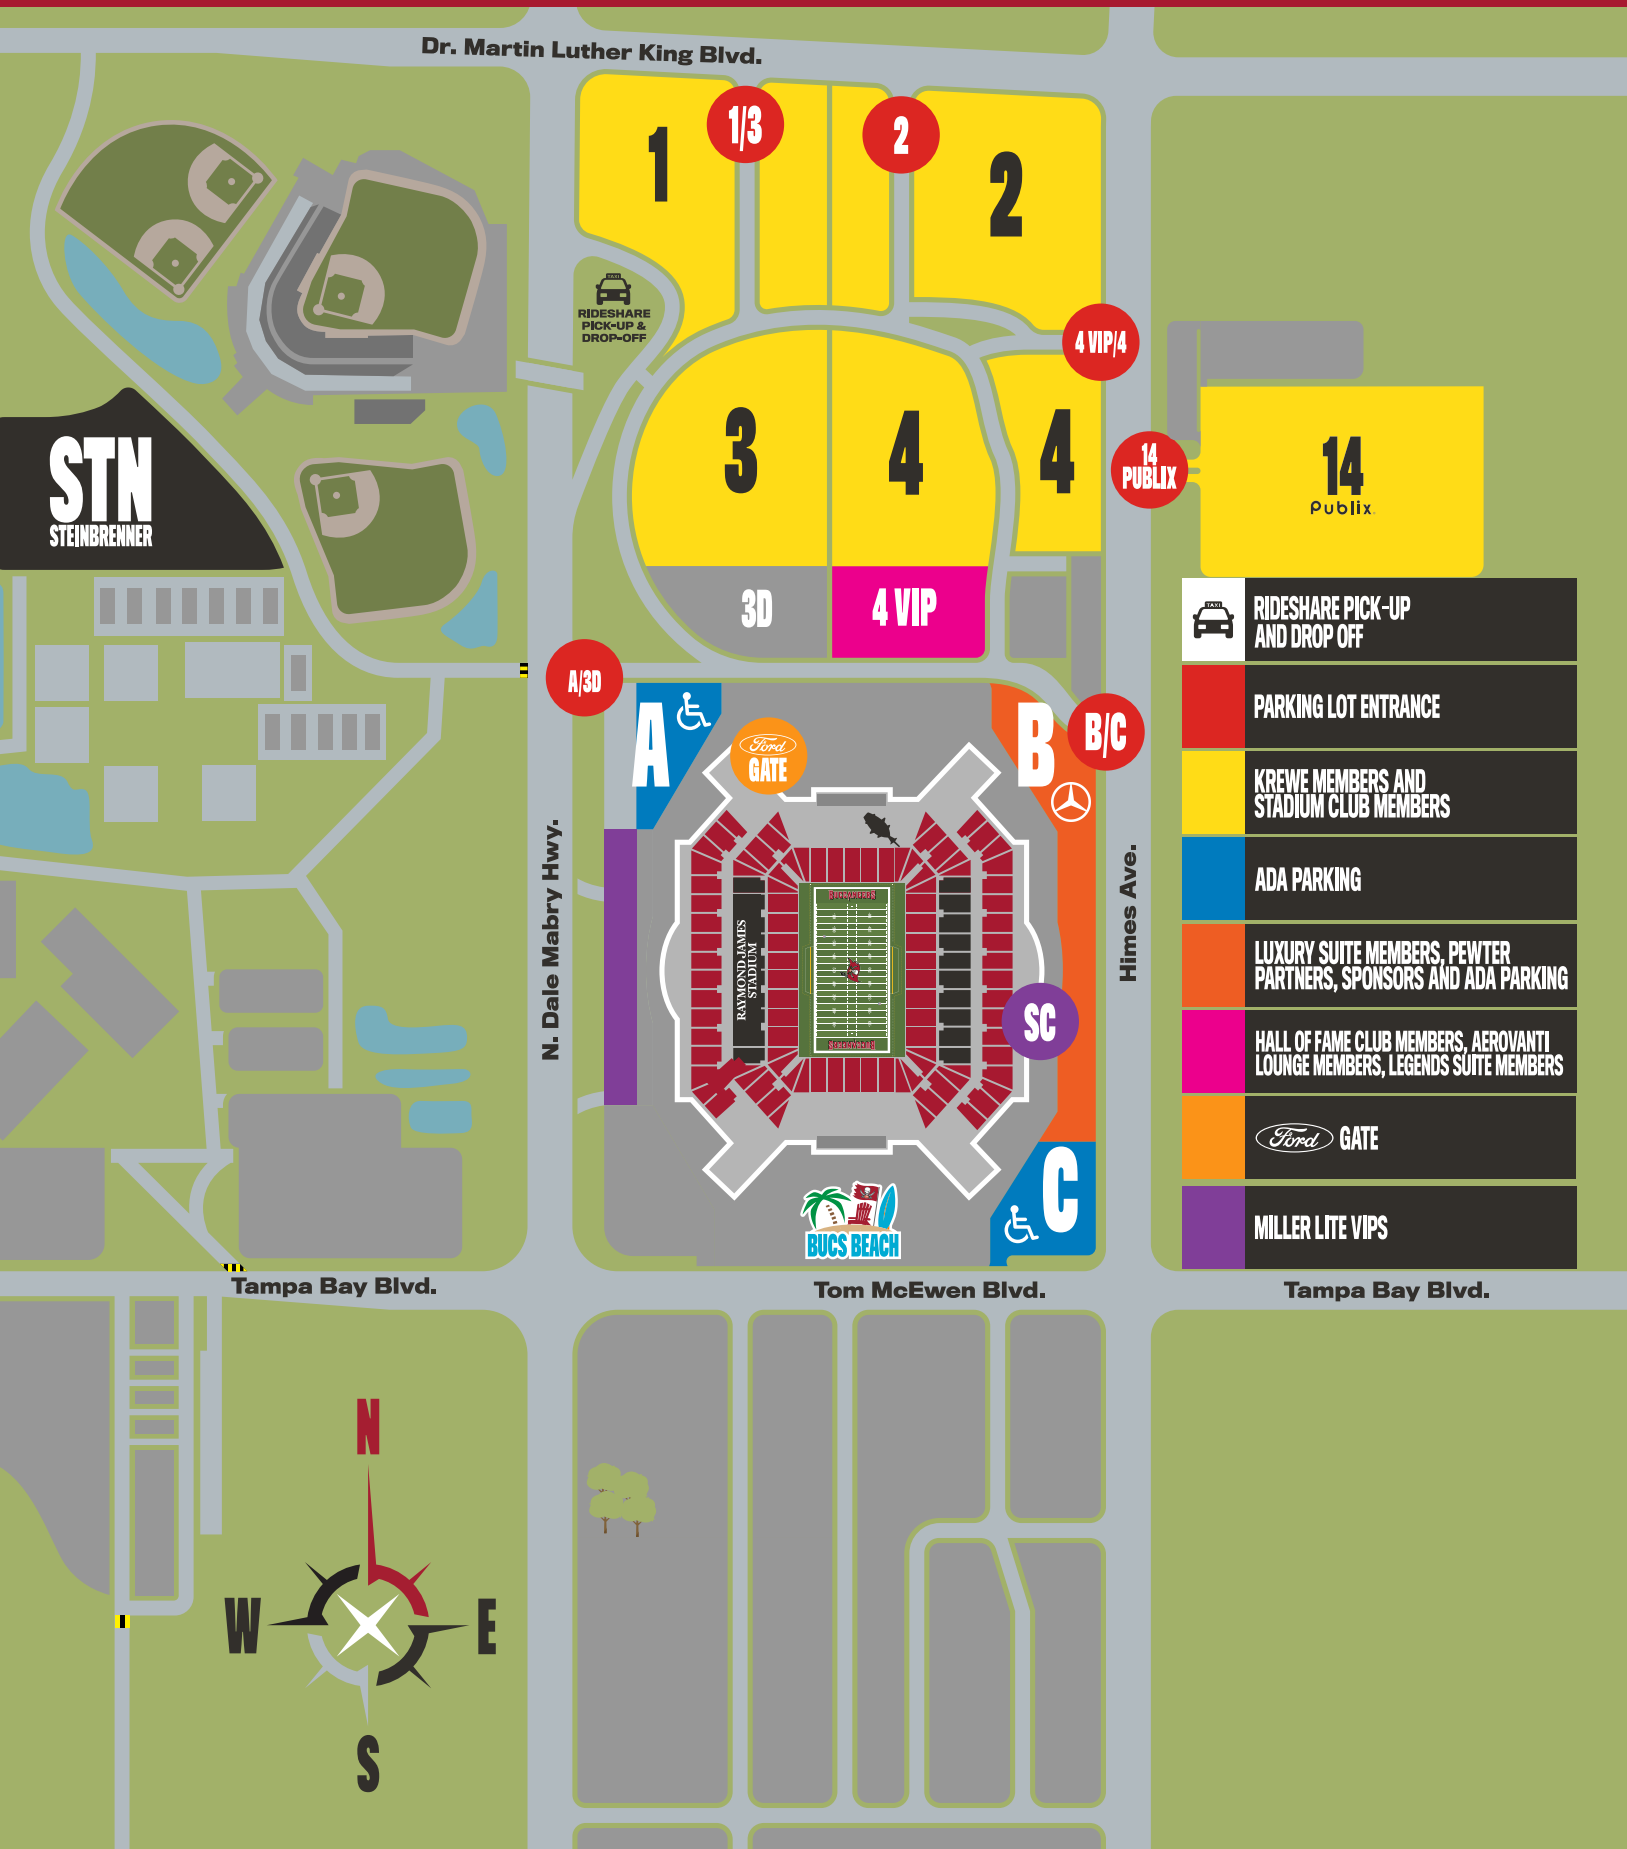 Dr. Martin Luther King Blvd.
1
1/3
2
2
TAXI
RIDESHARE
PICK-UP &
DROP-OFF
4 VIP/4
3
4
4
14
PUBLIX
14
Publix.
STN
STEINBRENNER
3D
4 VIP
A/3D
A
Ford
GATE
B
B/C
N. Dale Mabry Hwy.
RAYMOND JAMES
STADIUM
BUCCANEERS
BUCCANEERS
Himes Ave.
SC
C
BUCS BEACH
TAXI
RIDESHARE PICK-UP
AND DROP OFF
PARKING LOT ENTRANCE
KREWE MEMBERS AND
STADIUM CLUB MEMBERS
ADA PARKING
LUXURY SUITE MEMBERS, PEWTER
PARTNERS, SPONSORS AND ADA PARKING
HALL OF FAME CLUB MEMBERS, AEROVANTI
LOUNGE MEMBERS, LEGENDS SUITE MEMBERS
Ford GATE
MILLER LITE VIPS
Tampa Bay Blvd.
Tom McEwen Blvd.
Tampa Bay Blvd.
N
W
E
S